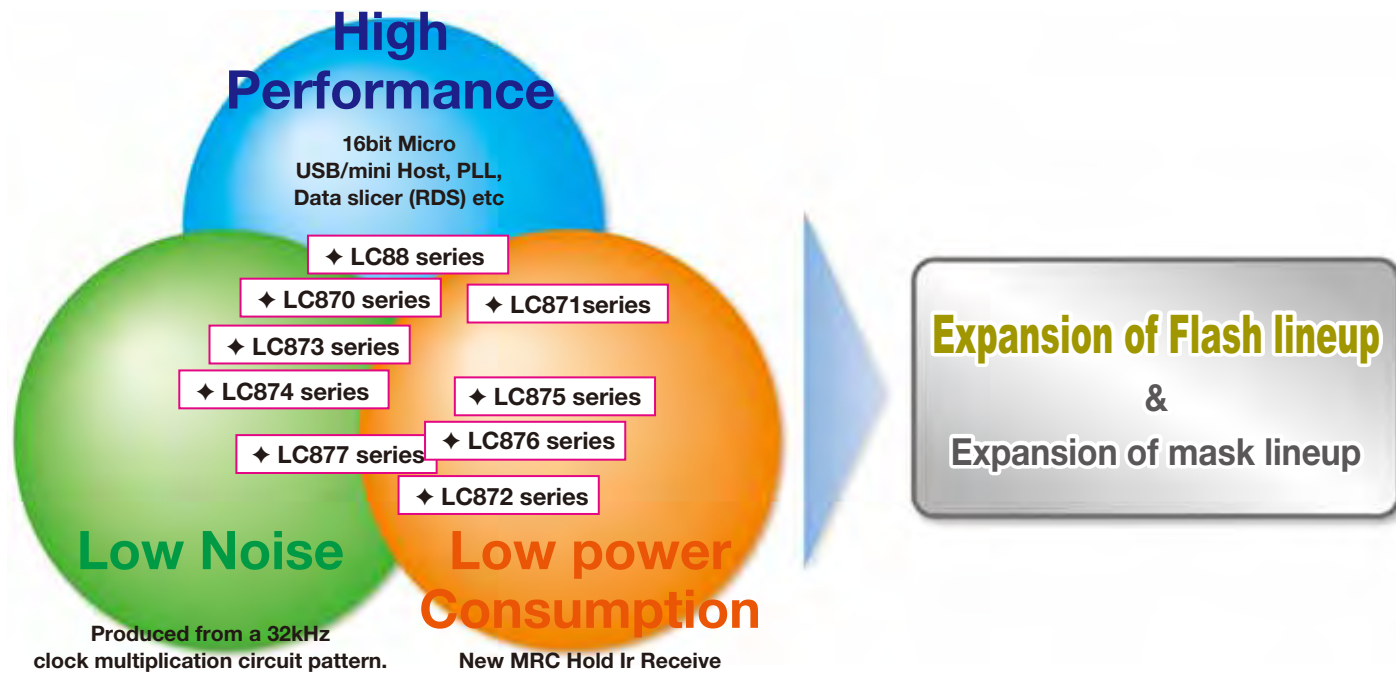 High
Performance
16bit Micro
USB/mini Host, PLL,
Data slicer (RDS) etc
✦ LC88 series
✦ LC870 series
✦ LC871series
✦ LC873 series
✦ LC874 series
✦ LC875 series
✦ LC876 series
✦ LC877 series
✦ LC872 series
Low Noise
Low power
Consumption
Produced from a 32kHz
clock multiplication circuit pattern.
New MRC Hold Ir Receive
Expansion of Flash lineup
&
Expansion of mask lineup